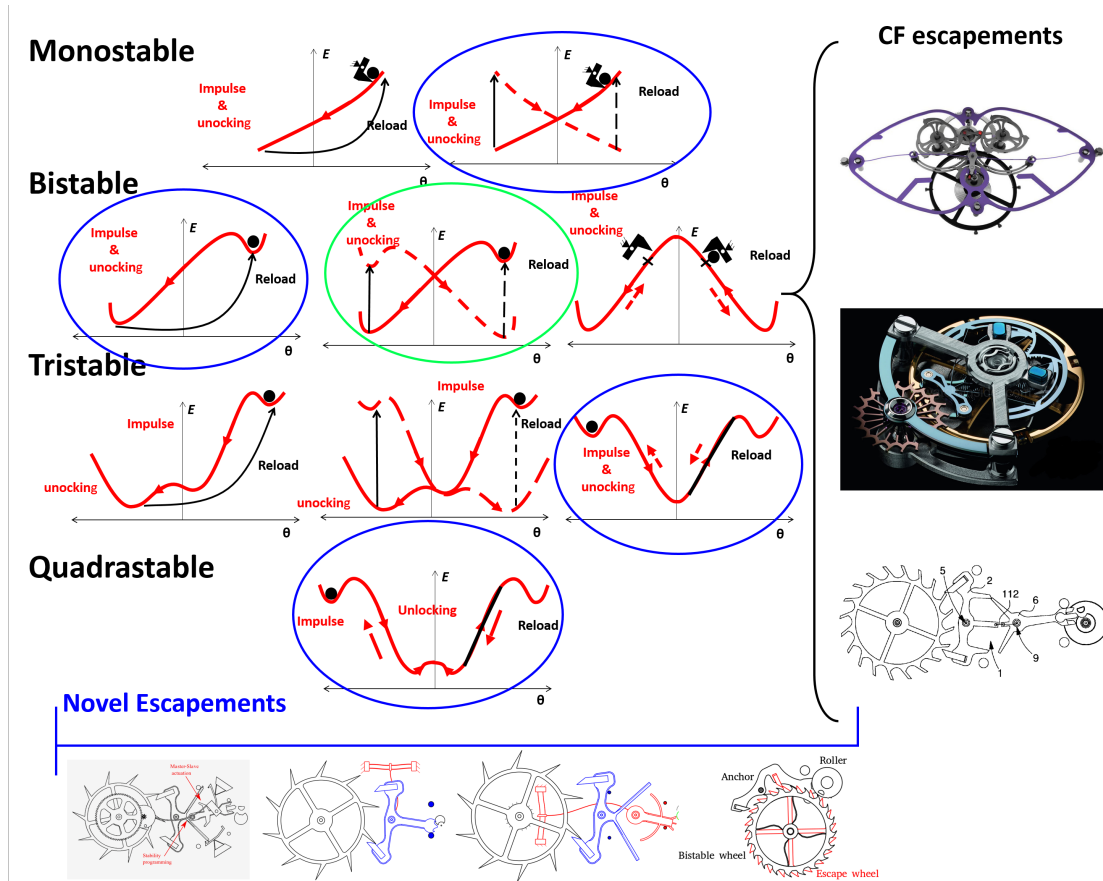 Monostable
CF escapements
E
Impulse
&
unocking
Reload
θ
E
Impulse
&
unocking
Reload
θ
Bistable
E
Impulse
&
unocking
Reload
θ
Impulse
&
unocking
E
Reload
θ
Impulse
& unocking
E
Reload
θ
Tristable
E
Impulse
Reload
unocking
θ
E
Impulse
Reload
unocking
θ
E
Impulse
&
unocking
Reload
θ
Quadrastable
E
Impulse
Unlocking
Reload
θ
5
2
112
6
9
1
Novel Escapements
Master-Slave
actuation
Stability
programming
Roller
Anchor
Bistable wheel
Escape wheel